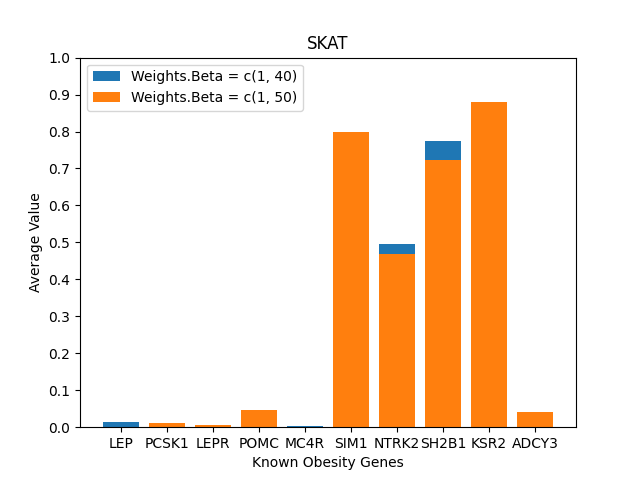 SKAT
Weights.Beta = c(1, 40)
Weights.Beta = c(1, 50)
Average Value
1.0
0.9
0.8
0.7
0.6
0.5
0.4
0.3
0.2
0.1
0.0
LEP PCSK1 LEPR POMC MC4R SIM1 NTRK2 SH2B1 KSR2 ADCY3
Known Obesity Genes